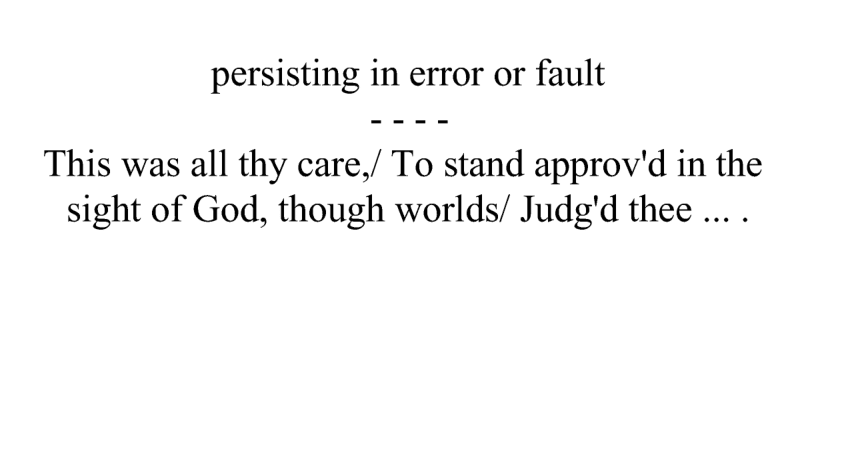 persisting in error or fault
- - - -
This was all thy care,/ To stand approv'd in the
sight of God, though worlds/ Judg'd thee ... .